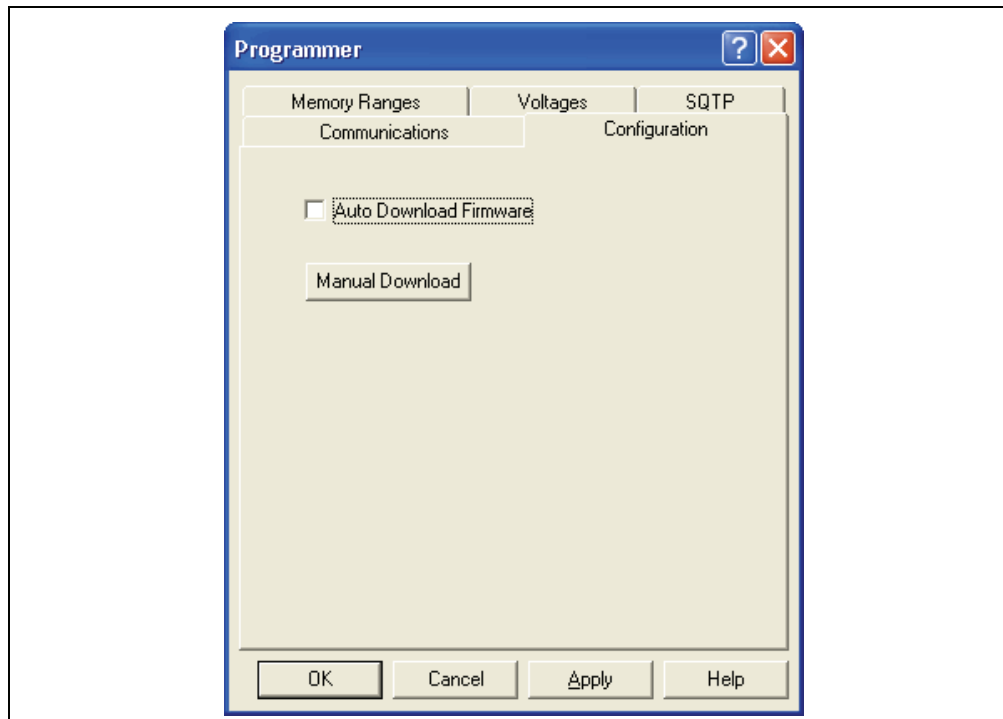 Programmer
Memory Ranges Voltages SQTP
Communications Configuration
Auto Download Firmware
Manual Download
OK Cancel Apply Help